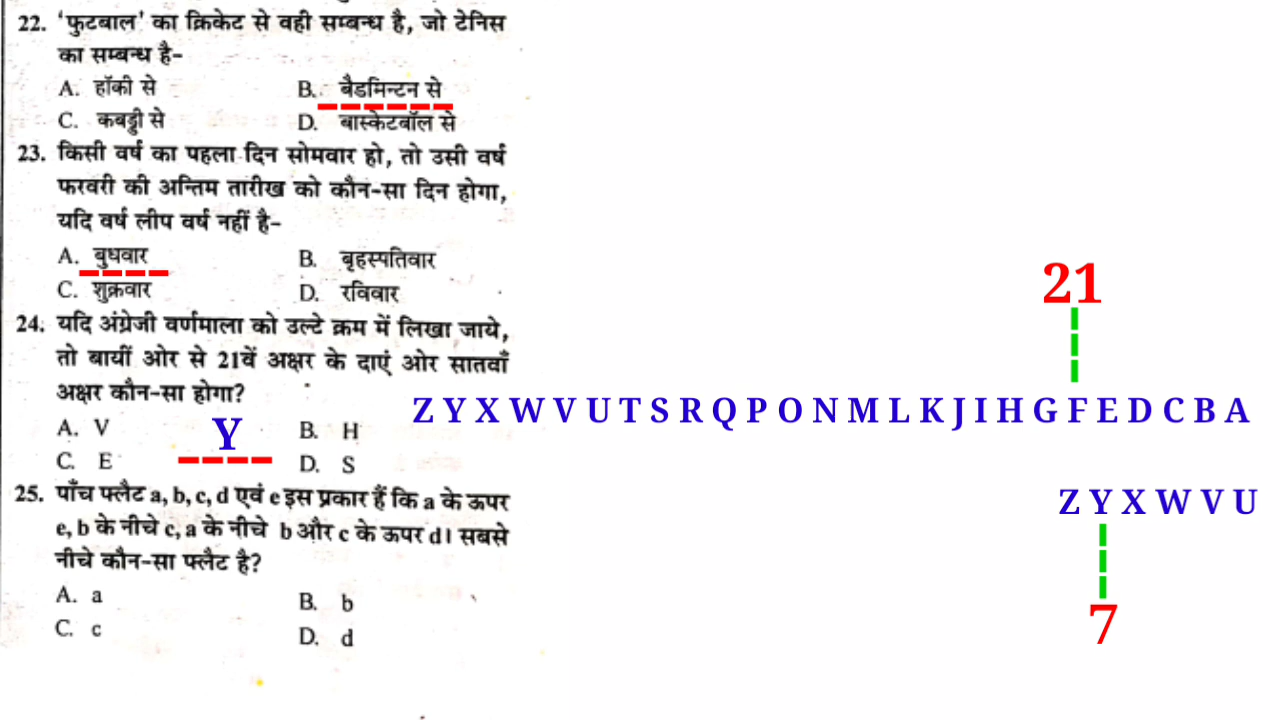 22. 'फुटबाल' का क्रिकेट से वही सम्बन्ध है, जो टेनिस
का सम्बन्ध है-
A. हॉकी से B. बैडमिन्टन से
C. कबड्डी से D. बास्केटबॉल से
23. किसी वर्ष का पहला दिन सोमवार हो, तो उसी वर्ष
फरवरी की अन्तिम तारीख को कौन-सा दिन होगा,
यदि वर्ष लीप वर्ष नहीं है-
A. बुधवार B. बृहस्पतिवार
C. शुक्रवार D. रविवार
24. यदि अंग्रेजी वर्णमाला को उल्टे क्रम में लिखा जाये,
तो बायीं ओर से 21वें अक्षर के दाएं ओर सातवाँ
अक्षर कौन-सा होगा?
A. V B. H
C. E D. S
Y
25. पाँच फ्लैट a, b, c, d एवं e इस प्रकार हैं कि a के ऊपर
e, b के नीचे c, a के नीचे b और c के ऊपर d। सबसे
नीचे कौन-सा फ्लैट है?
A. a B. b
C. c D. d
21
Z Y X W V U T S R Q P O N M L K J I H G F E D C B A
Z Y X W V U
7